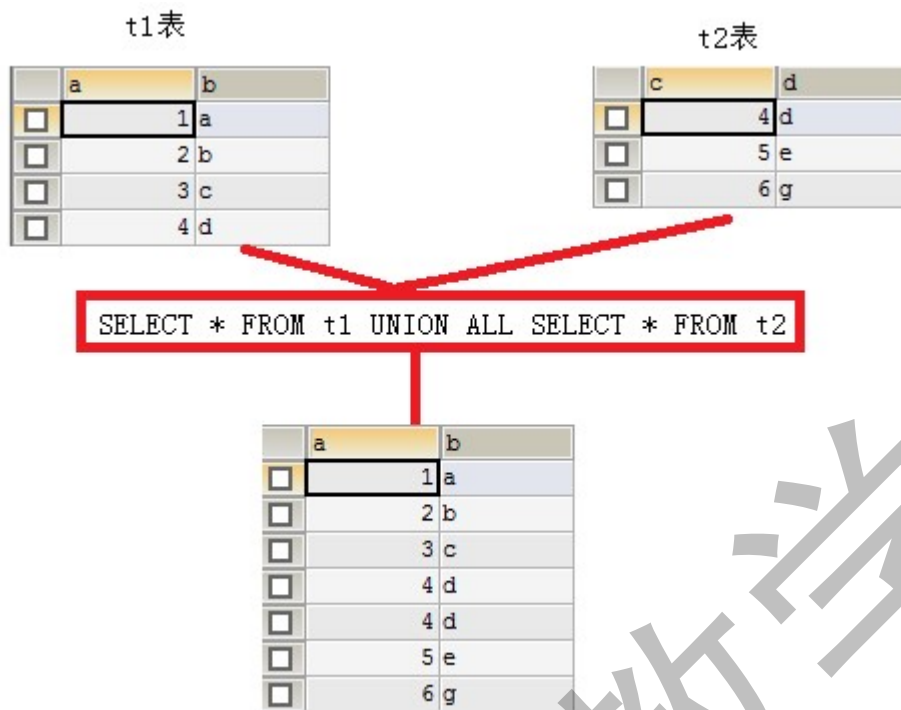 t1表
t2表
a b
1 a
2 b
3 c
4 d
c d
4 d
5 e
6 g
SELECT * FROM t1 UNION ALL SELECT * FROM t2
a b
1 a
2 b
3 c
4 d
4 d
5 e
6 g